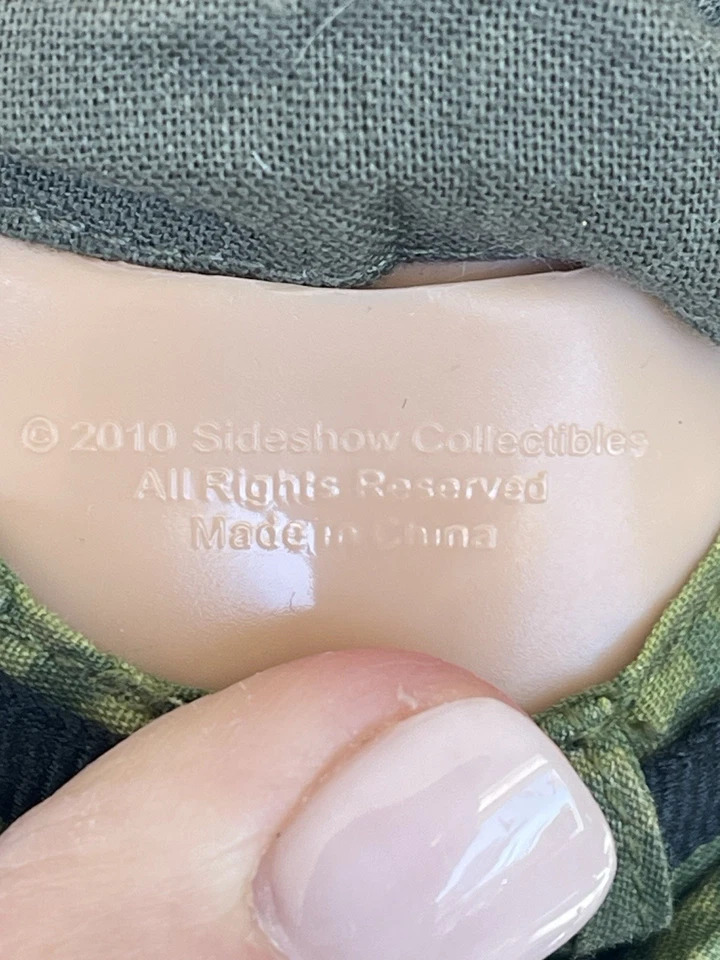 © 2010 Sideshow Collectibles
All Rights Reserved
Made in China